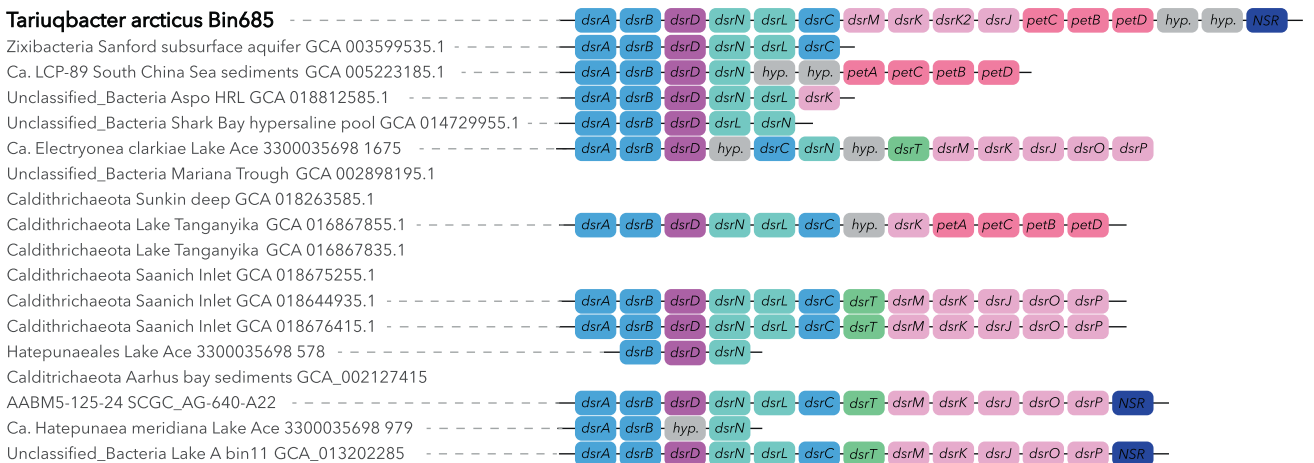 Tariuqbacter arcticus Bin685 dsrA dsrB dsrD dsrN dsrL dsrC dsrM dsrK dsrK2 dsrJ petC petB petD hyp. hyp. NSR
Zixibacteria Sanford subsurface aquifer GCA 003599535.1 dsrA dsrB dsrD dsrN dsrL dsrC
Ca. LCP-89 South China Sea sediments GCA 005223185.1 dsrA dsrB dsrD dsrN hyp. hyp. petA petC petB petD
Unclassified_Bacteria Aspo HRL GCA 018812585.1 dsrA dsrB dsrD dsrN dsrL dsrK
Unclassified_Bacteria Shark Bay hypersaline pool GCA 014729955.1 dsrA dsrB dsrD dsrL dsrN
Ca. Electryonea clarkiae Lake Ace 3300035698 1675 dsrA dsrB dsrD hyp. dsrC dsrN hyp. dsrT dsrM dsrK dsrJ dsrO dsrP
Unclassified_Bacteria Mariana Trough GCA 002898195.1
Caldithrichaeota Sunkin deep GCA 018263585.1
Caldithrichaeota Lake Tanganyika GCA 016867855.1 dsrA dsrB dsrD dsrN dsrL dsrC hyp. dsrK petA petC petB petD
Caldithrichaeota Lake Tanganyika GCA 016867835.1
Caldithrichaeota Saanich Inlet GCA 018675255.1
Caldithrichaeota Saanich Inlet GCA 018644935.1 dsrA dsrB dsrD dsrN dsrL dsrC dsrT dsrM dsrK dsrJ dsrO dsrP
Caldithrichaeota Saanich Inlet GCA 018676415.1 dsrA dsrB dsrD dsrN dsrL dsrC dsrT dsrM dsrK dsrJ dsrO dsrP
Hatepunaeales Lake Ace 3300035698 578 dsrB dsrD dsrN
Calditrichaeota Aarhus bay sediments GCA_002127415
AABM5-125-24 SCGC_AG-640-A22 dsrA dsrB dsrD dsrN dsrL dsrC dsrT dsrM dsrK dsrJ dsrO dsrP NSR
Ca. Hatepunaea meridiana Lake Ace 3300035698 979 dsrA dsrB hyp. dsrN
Unclassified_Bacteria Lake A bin11 GCA_013202285 dsrA dsrB dsrD dsrN dsrL dsrC dsrT dsrM dsrK dsrJ dsrO dsrP NSR